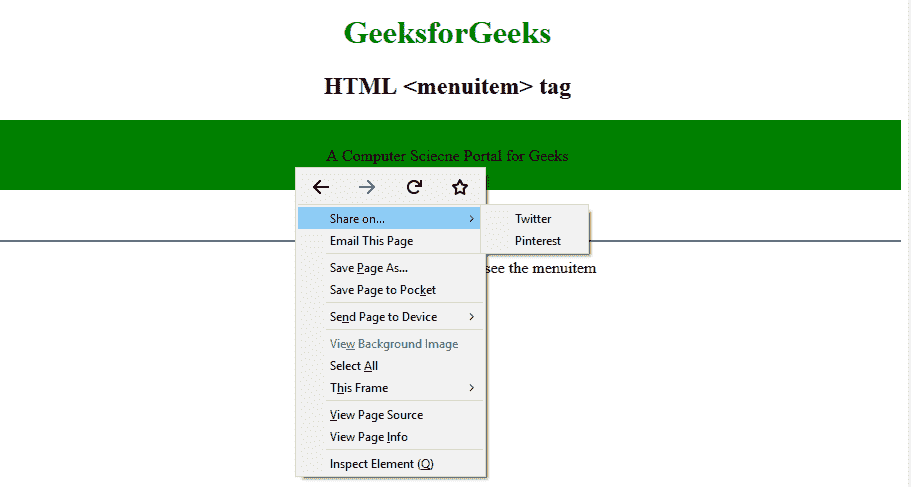 GeeksforGeeks
HTML <menuitem> tag
A Computer Sciecne Portal for Geeks
Share on...
Twitter
Email This Page
Pinterest
see the menuitem
Save Page As...
Save Page to Pocket
Send Page to Device
View Background Image
Select All
This Frame
View Page Source
View Page Info
Inspect Element (Q)